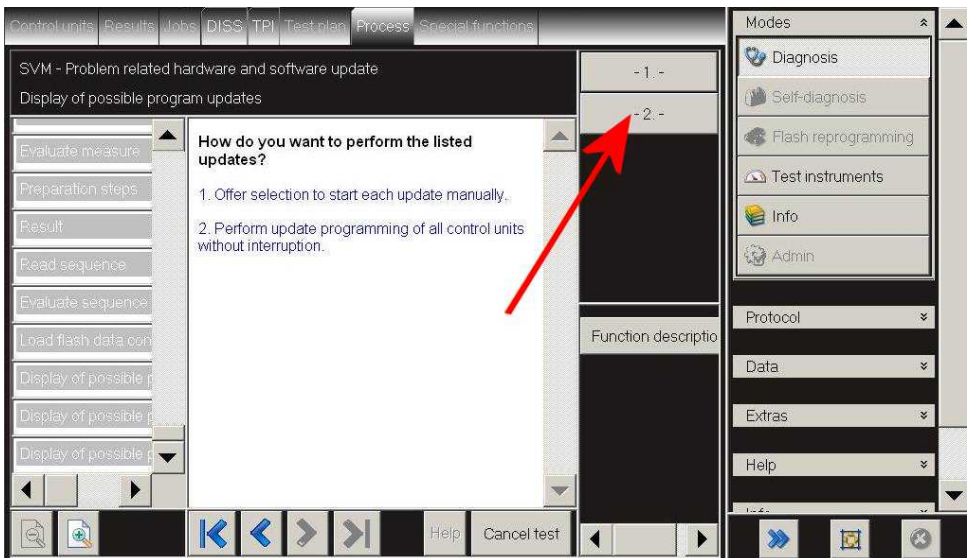 Control units Results Jobs DISS TPI Test plan Process Special functions
SVM - Problem related hardware and software update
Display of possible program updates
Evaluate measure
Preparation steps
Result
Read sequence
Evaluate sequence
Load flash data con
Display of possible p
Display of possible p
Display of possible p
How do you want to perform the listed
updates?
1. Offer selection to start each update manually.
2. Perform update programming of all control units
without interruption.
Help
Cancel test
- 1. -
- 2. -
Function descriptio
Modes
Diagnosis
Self-diagnosis
Flash reprogramming
Test instruments
Info
Admin
Protocol
Data
Extras
Help